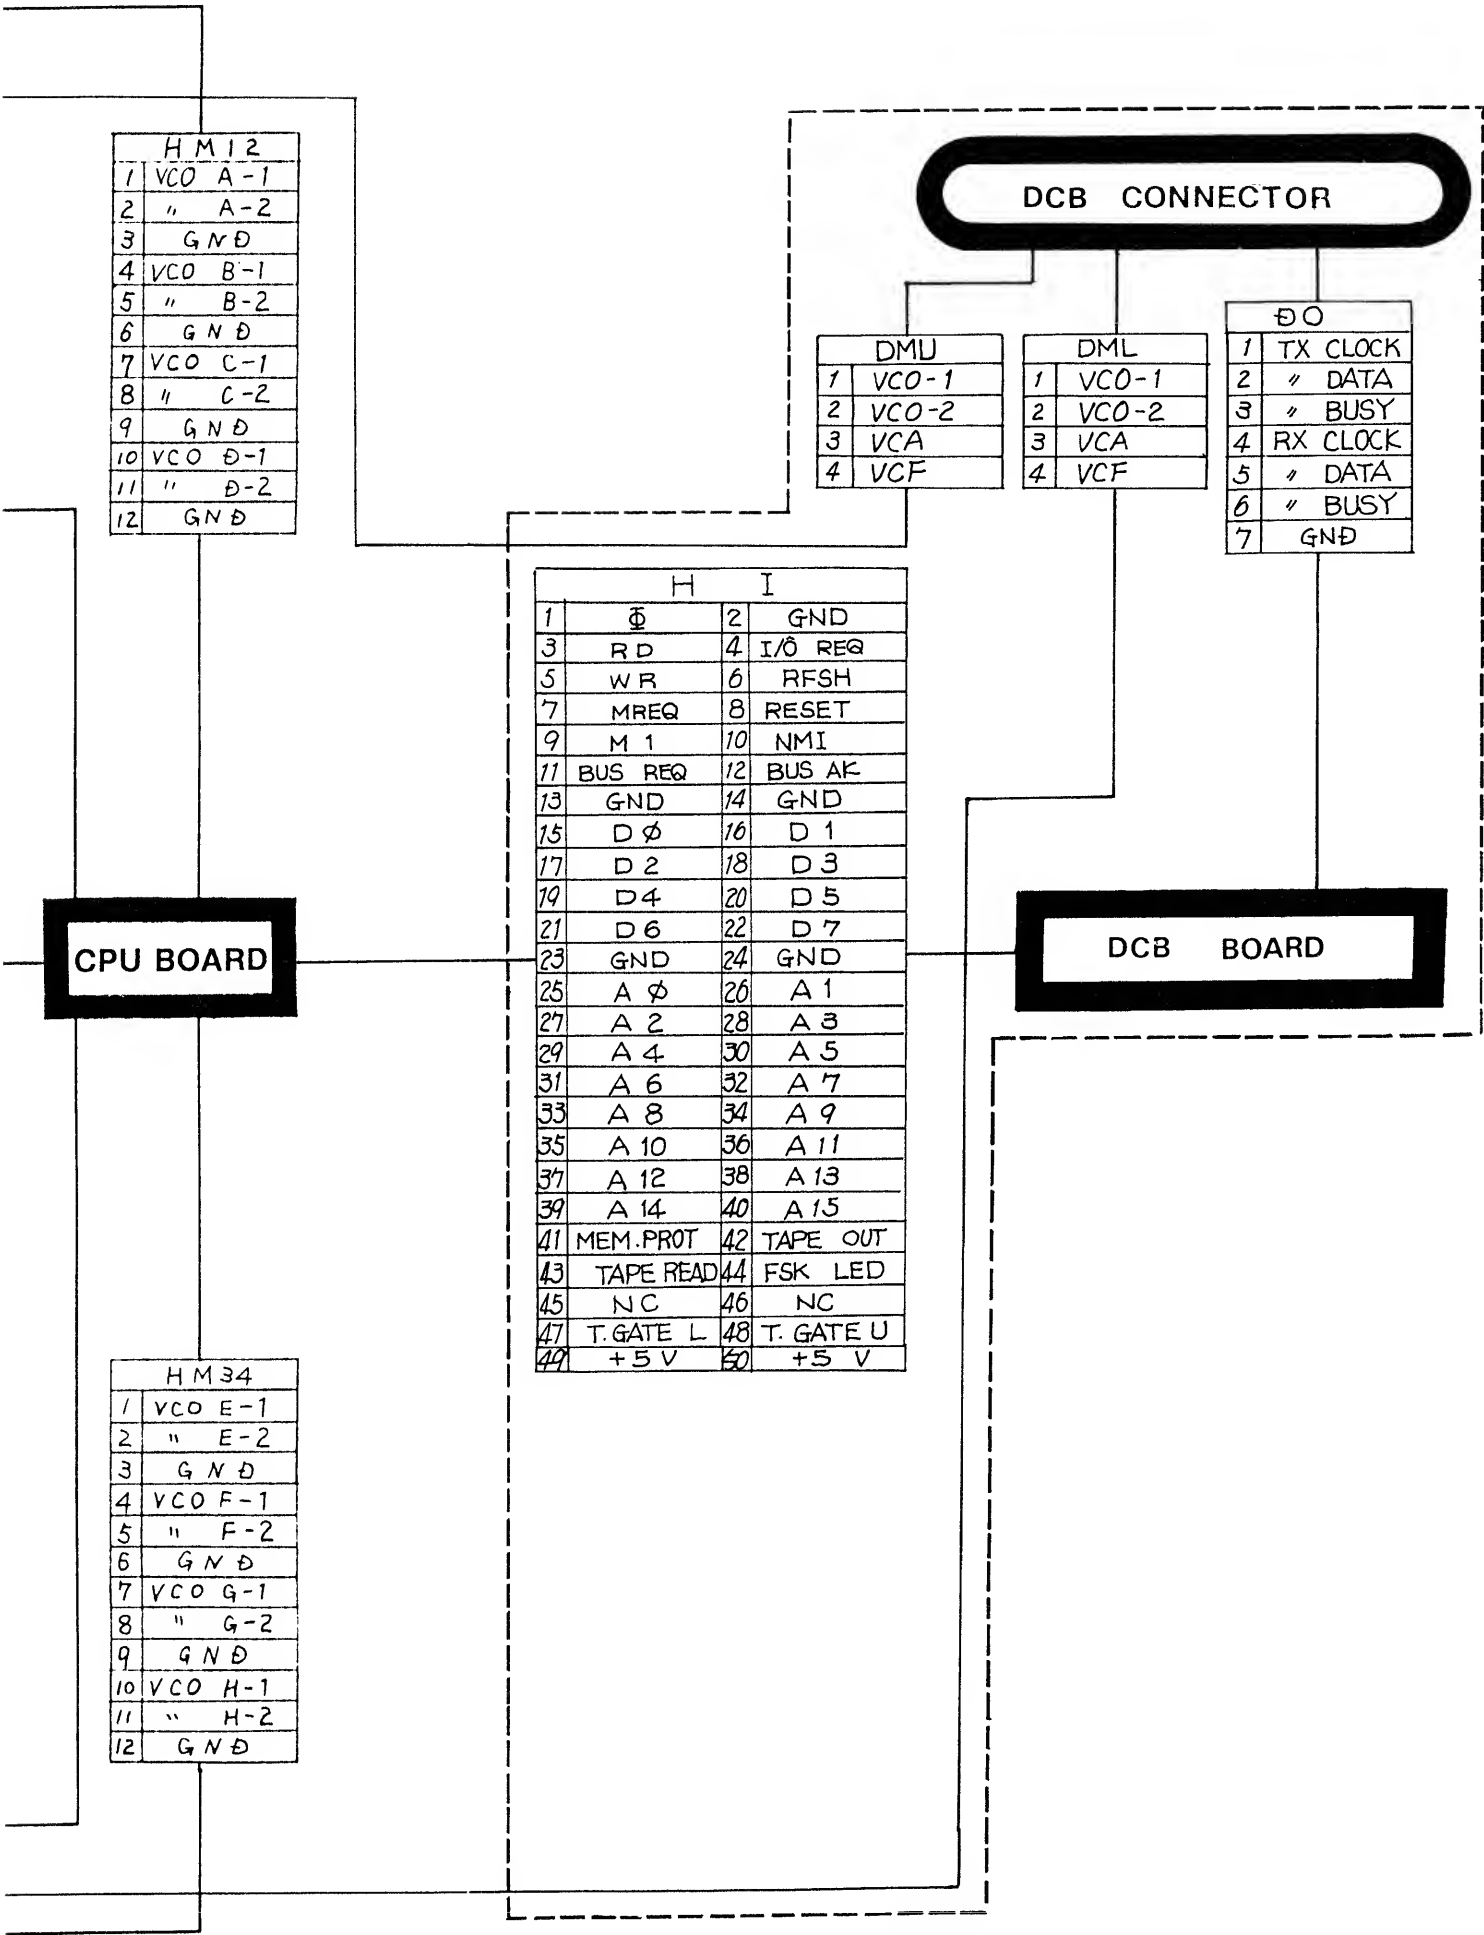 HM12
1 VCO A-1
2 " A-2
3 GND
4 VCO B-1
5 " B-2
6 GND
7 VCO C-1
8 " C-2
9 GND
10 VCO D-1
11 " D-2
12 GND
DCB CONNECTOR
DMU
1 VCO-1
2 VCO-2
3 VCA
4 VCF
DML
1 VCO-1
2 VCO-2
3 VCA
4 VCF
DO
1 TX CLOCK
2 " DATA
3 " BUSY
4 RX CLOCK
5 " DATA
6 " BUSY
7 GND
H I
1 Φ 2 GND
3 RD 4 I/O REQ
5 WR 6 RFSH
7 MREQ 8 RESET
9 M 1 10 NMI
11 BUS REQ 12 BUS AK
13 GND 14 GND
15 D Ø 16 D 1
17 D 2 18 D 3
19 D 4 20 D 5
21 D 6 22 D 7
23 GND 24 GND
25 A Ø 26 A 1
27 A 2 28 A 3
29 A 4 30 A 5
31 A 6 32 A 7
33 A 8 34 A 9
35 A 10 36 A 11
37 A 12 38 A 13
39 A 14 40 A 15
41 MEM.PROT 42 TAPE OUT
43 TAPE READ 44 FSK LED
45 NC 46 NC
47 T.GATE L 48 T. GATE U
49 +5 V 50 +5 V
CPU BOARD
DCB BOARD
HM34
1 VCO E-1
2 " E-2
3 GND
4 VCO F-1
5 " F-2
6 GND
7 VCO G-1
8 " G-2
9 GND
10 VCO H-1
11 " H-2
12 GND